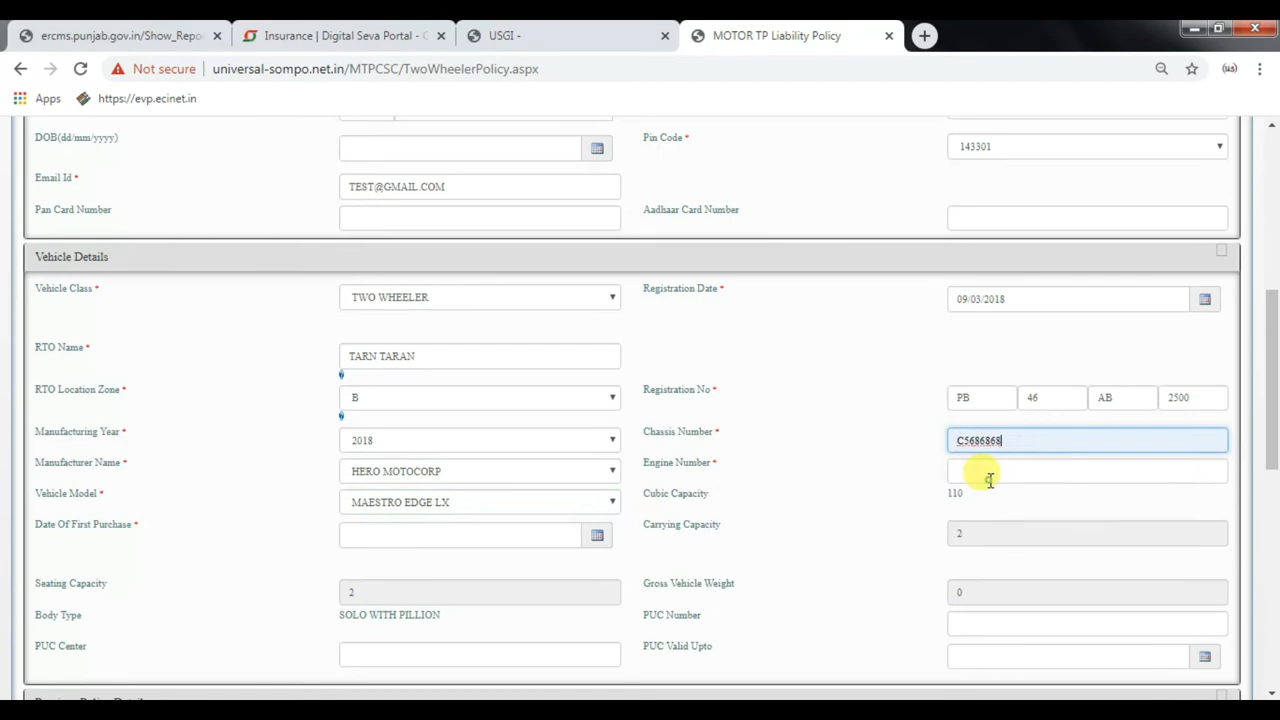 ercms.punjab.gov.in/Show_Repo
Insurance | Digital Seva Portal - C
USGI -
MOTOR TP Liability Policy
Not secure universal-sompo.net.in/MTPCSC/TwoWheelerPolicy.aspx
Apps https://evp.ecinet.in
DOB(dd/mm/yyyy) Pin Code * 143301
Email Id * TEST@GMAIL.COM
Pan Card Number Aadhaar Card Number
Vehicle Details
Vehicle Class * TWO WHEELER Registration Date * 09/03/2018
RTO Name * TARN TARAN
RTO Location Zone * B Registration No * PB 46 AB 2500
Manufacturing Year * 2018 Chassis Number * C5686868
Manufacturer Name * HERO MOTOCORP Engine Number *
Vehicle Model * MAESTRO EDGE LX Cubic Capacity 110
Date Of First Purchase * Carrying Capacity 2
Seating Capacity 2 Gross Vehicle Weight 0
Body Type SOLO WITH PILLION PUC Number
PUC Center PUC Valid Upto